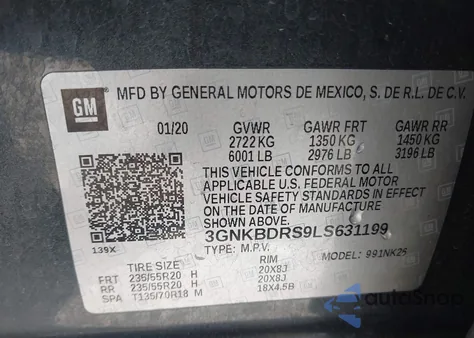 GM
MFD BY GENERAL MOTORS DE MEXICO, S. DE R.L. DE C.V.
01/20 GVWR GAWR FRT GAWR RR
2722 KG 1350 KG 1450 KG
6001 LB 2976 LB 3196 LB
THIS VEHICLE CONFORMS TO ALL
APPLICABLE U.S. FEDERAL MOTOR
VEHICLE SAFETY STANDARDS IN
EFFECT ON THE DATE OF
MANUFACTURE SHOWN ABOVE.
3GNKBDRS9LS631199
139X
TYPE: M.P.V. MODEL: 991NK26
TIRE SIZE RIM
FRT 235/55R20 H 20X8J
RR 235/55R20 H 20X8J
SPA T135/70R18 M 18X4.5B
autoSnap